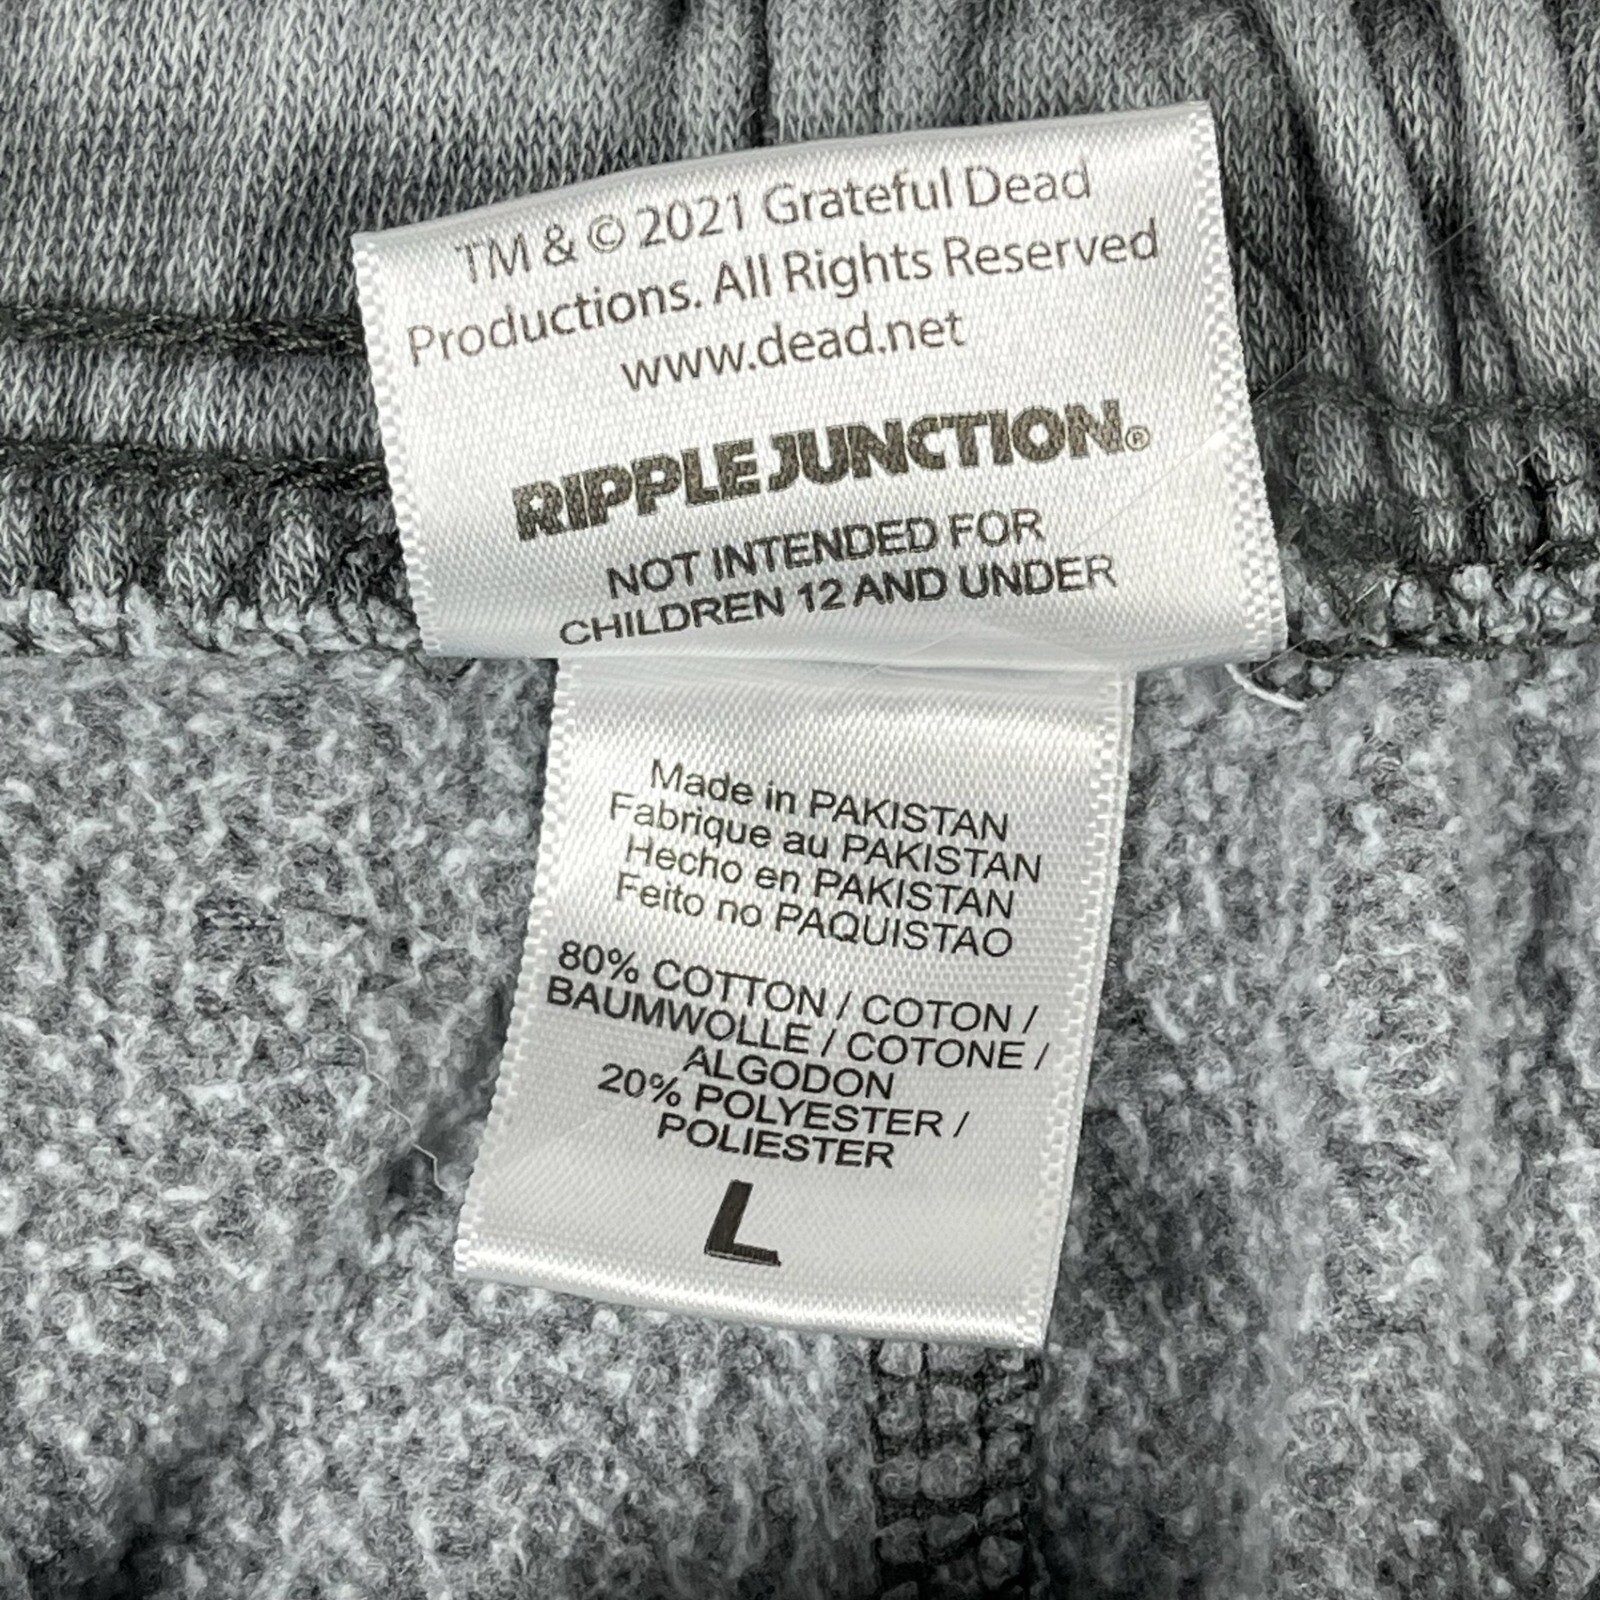 TM & © 2021 Grateful Dead
Productions. All Rights Reserved
www.dead.net
RIPPLE JUNCTION®
NOT INTENDED FOR
CHILDREN 12 AND UNDER
Made in PAKISTAN
Fabrique au PAKISTAN
Hecho en PAKISTAN
Feito no PAQUISTAO
80% COTTON / COTON /
BAUMWOLLE / COTONE /
ALGODON
20% POLYESTER /
POLIESTER
L